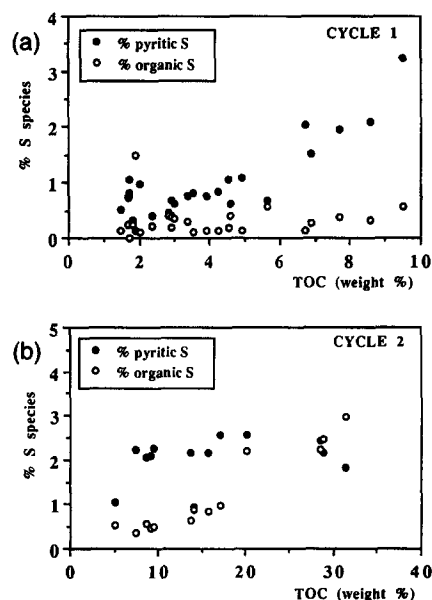 (a)
CYCLE 1
% pyritic S
% organic S
4
3
2
1
0
% S species
0 2 4 6 8 10
TOC (weight %)
(b)
CYCLE 2
% pyritic S
% organic S
5
4
3
2
1
0
% S species
0 10 20 30 40
TOC (weight %)